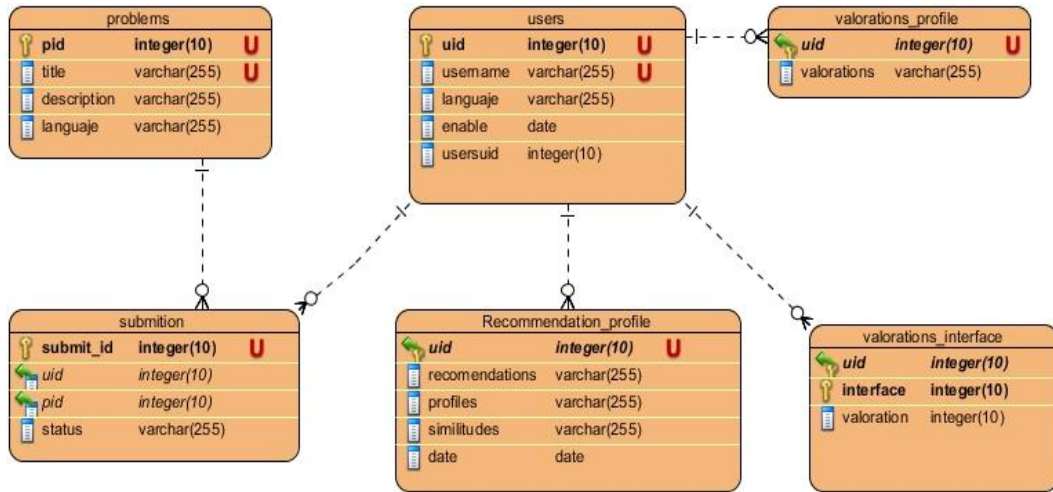 problems
pid integer(10) U
title varchar(255) U
description varchar(255)
languaje varchar(255)
users
uid integer(10) U
username varchar(255) U
languaje varchar(255)
enable date
usersuid integer(10)
valorations_profile
uid integer(10) U
valorations varchar(255)
submition
submit_id integer(10) U
uid integer(10)
pid integer(10)
status varchar(255)
Recommendation_profile
uid integer(10) U
recomendations varchar(255)
profiles varchar(255)
similitudes varchar(255)
date date
valorations_interface
uid integer(10)
interface integer(10)
valoration integer(10)